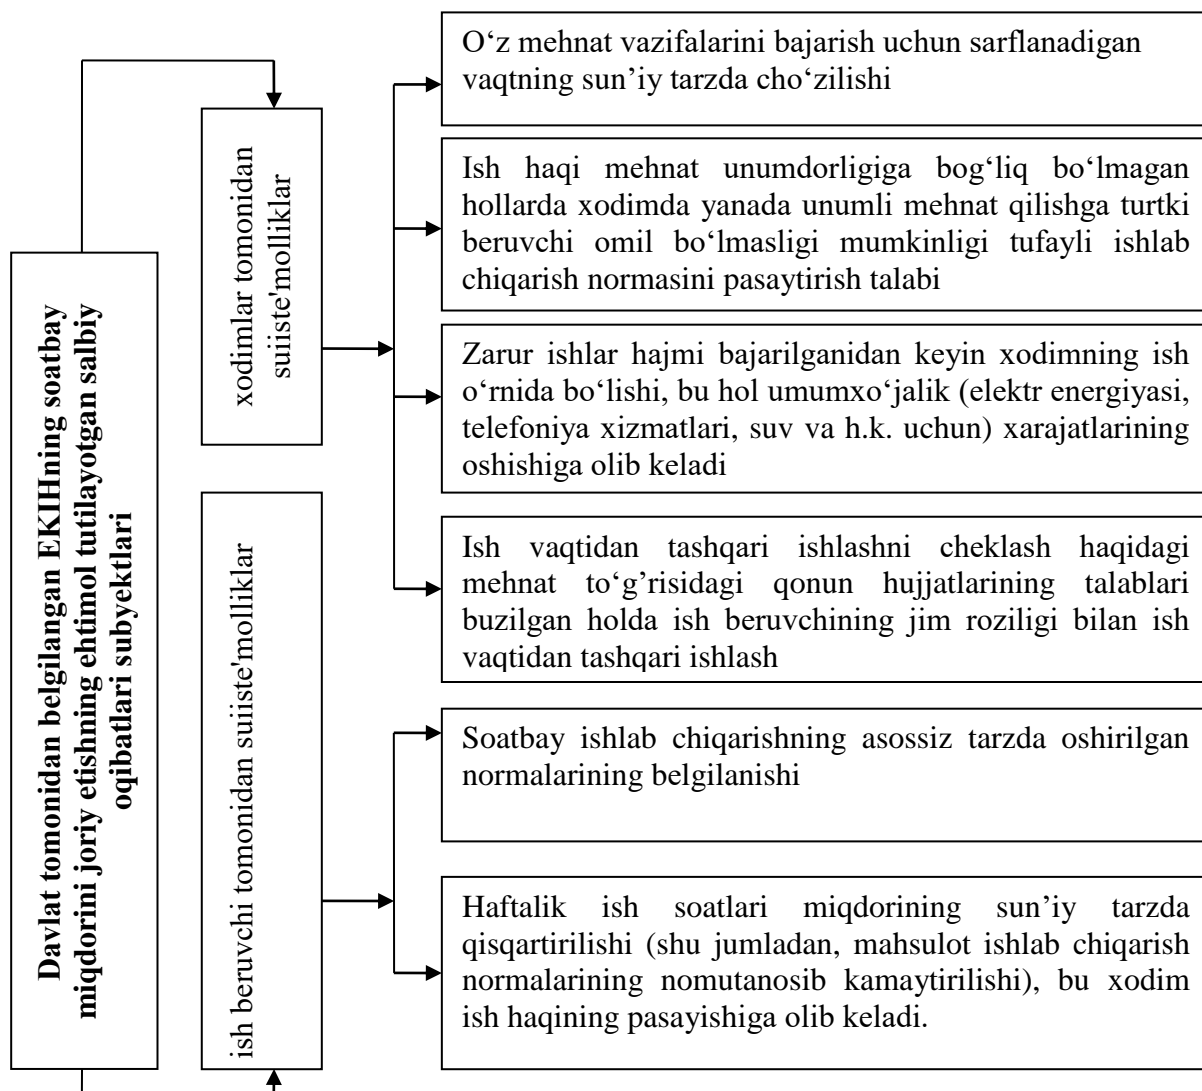 Davlat tomonidan belgilangan EKIHning soatbay
miqdorini joriy etishning ehtimol tutilayotgan salbiy
oqibatlari subyektlari
xodimlar tomonidan
suiiste'molliklar
O‘z mehnat vazifalarini bajarish uchun sarflanadigan
vaqtning sun’iy tarzda cho‘zilishi
Ish haqi mehnat unumdorligiga bog‘liq bo‘lmagan
hollarda xodimda yanada unumli mehnat qilishga turtki
beruvchi omil bo‘lmasligi mumkinligi tufayli ishlab
chiqarish normasini pasaytirish talabi
Zarur ishlar hajmi bajarilganidan keyin xodimning ish
o‘rnida bo‘lishi, bu hol umumxo‘jalik (elektr energiyasi,
telefoniya xizmatlari, suv va h.k. uchun) xarajatlarining
oshishiga olib keladi
Ish vaqtidan tashqari ishlashni cheklash haqidagi
mehnat to‘g’risidagi qonun hujjatlarining talablari
buzilgan holda ish beruvchining jim roziligi bilan ish
vaqtidan tashqari ishlash
ish beruvchi tomonidan suiiste'molliklar
Soatbay ishlab chiqarishning asossiz tarzda oshirilgan
normalarining belgilanishi
Haftalik ish soatlari miqdorining sun’iy tarzda
qisqartirilishi (shu jumladan, mahsulot ishlab chiqarish
normalarining nomutanosib kamaytirilishi), bu xodim
ish haqining pasayishiga olib keladi.